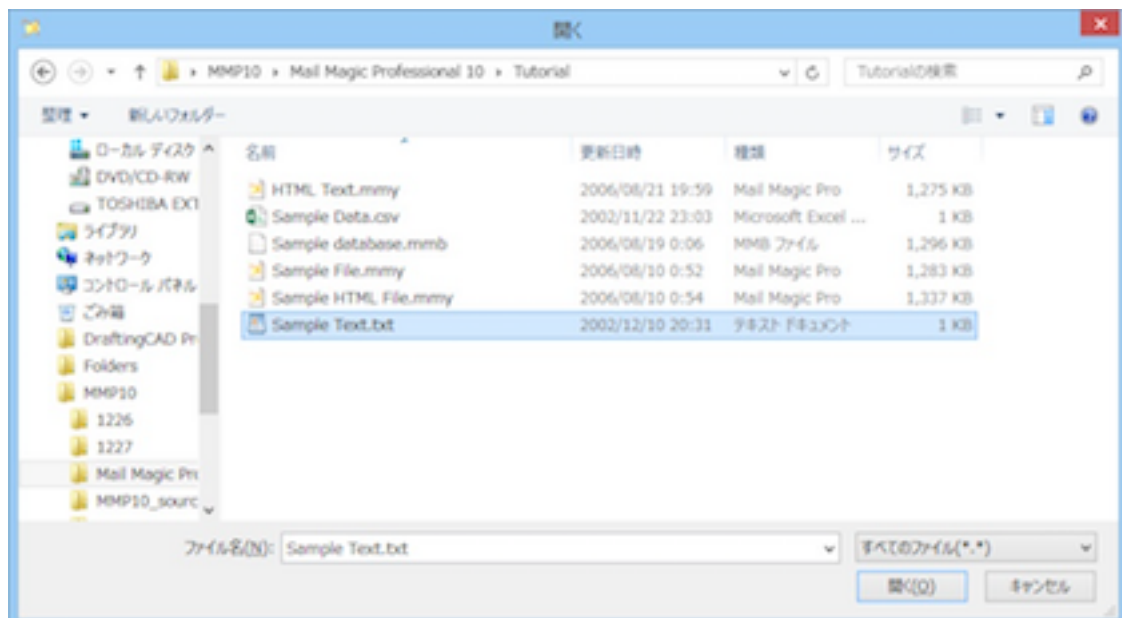 開く
MMP10 Mail Magic Professional 10 Tutorial
Tutorialの検索
整理 新しいフォルダー
名前 更新日時 種類 サイズ
ローカル ディスク
DVD/CD-RW
TOSHIBA EXT
ライブラリ
ネットワーク
コントロール パネル
ごみ箱
DraftingCAD Pr
Folders
MMP10
1226
1227
Mail Magic Pro
MMP10_sourc
HTML Text.mmy 2006/08/21 19:59 Mail Magic Pro 1,275 KB
Sample Data.csv 2002/11/22 23:03 Microsoft Excel ... 1 KB
Sample database.mmb 2006/08/19 0:06 MMB ファイル 1,296 KB
Sample File.mmy 2006/08/10 0:52 Mail Magic Pro 1,283 KB
Sample HTML File.mmy 2006/08/10 0:54 Mail Magic Pro 1,337 KB
Sample Text.txt 2002/12/10 20:31 テキスト ドキュメント 1 KB
ファイル名(N): Sample Text.txt すべてのファイル(*.*)
開く(O) キャンセル